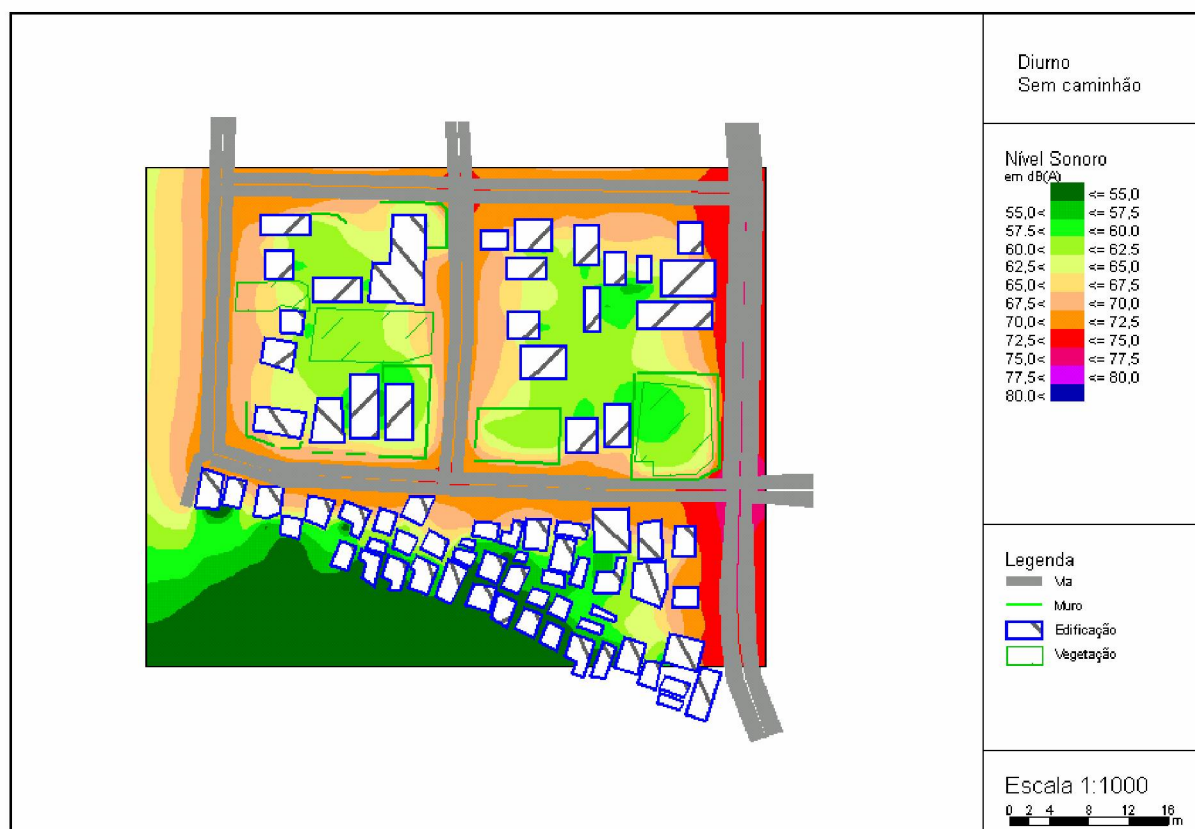 Diurno
Sem caminhão
Nível Sonoro
em dB(A)
<= 55,0
55,0< <= 57,5
57,5< <= 60,0
60,0< <= 62,5
62,5< <= 65,0
65,0< <= 67,5
67,5< <= 70,0
70,0< <= 72,5
72,5< <= 75,0
75,0< <= 77,5
77,5< <= 80,0
80,0<
Legenda
Via
Muro
Edificação
Vegetação
Escala 1:1000
0 2 4 8 12 16
m